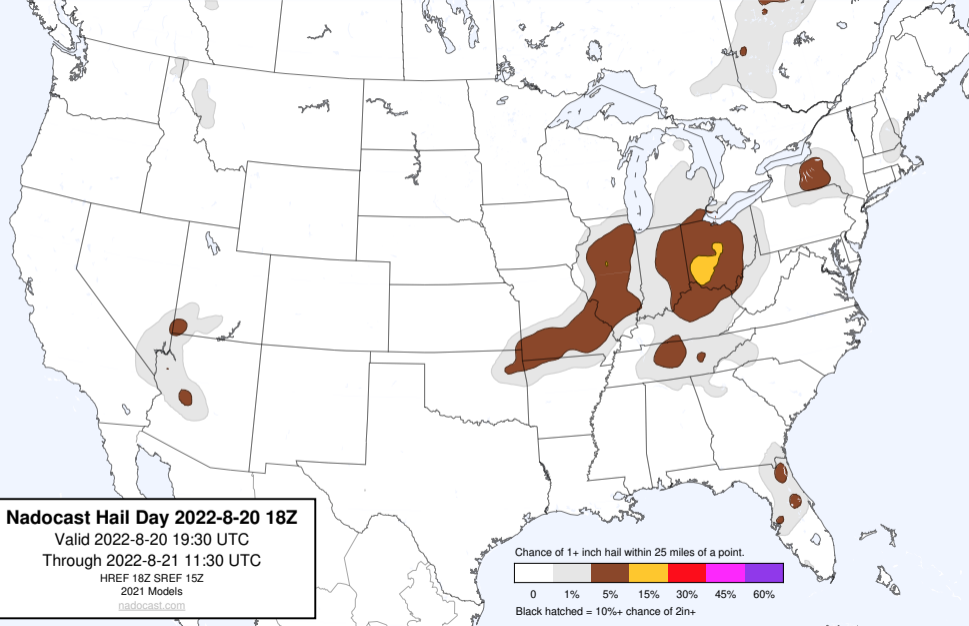 Nadocast Hail Day 2022-8-20 18Z
Valid 2022-8-20 19:30 UTC
Through 2022-8-21 11:30 UTC
HREF 18Z SREF 15Z
2021 Models
nadocast.com
Chance of 1+ inch hail within 25 miles of a point.
0 1% 5% 15% 30% 45% 60%
Black hatched = 10%+ chance of 2in+